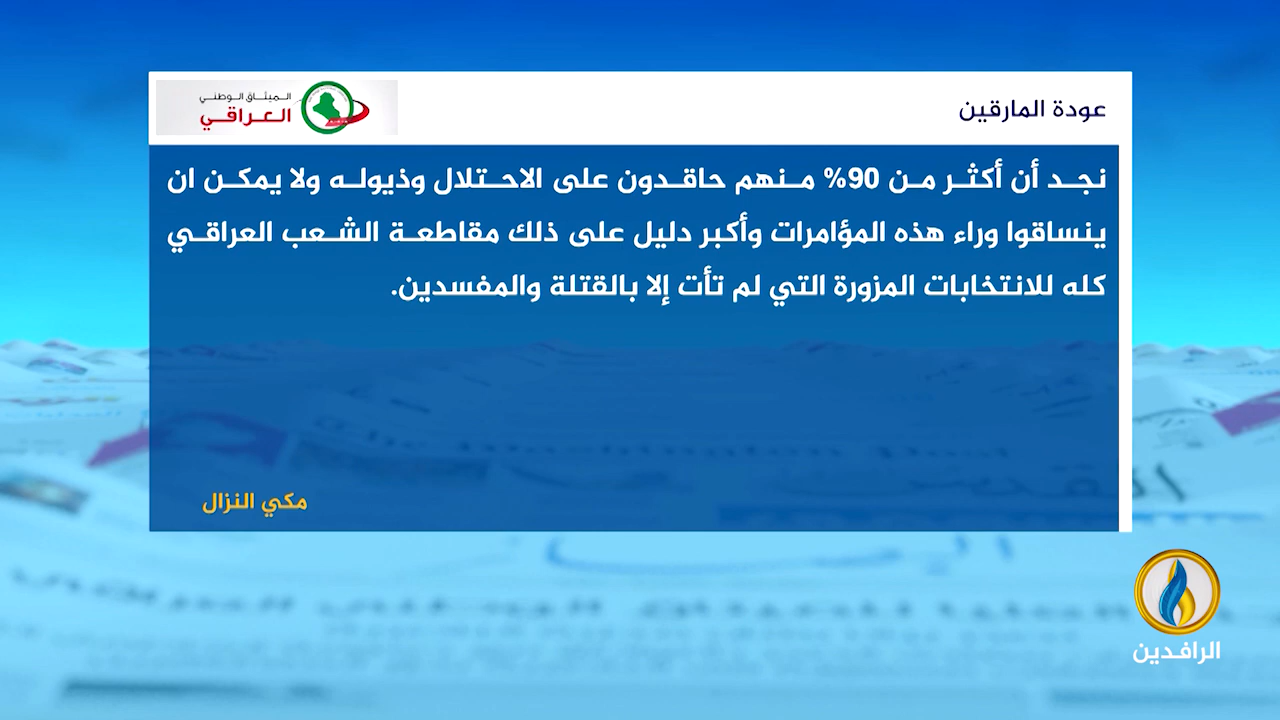 عودة المارقين
الميثاق الوطني
العراقي
نجد أن أكثر من 90% منهم حاقدون على الاحتلال وذيوله ولا يمكن ان
ينساقوا وراء هذه المؤامرات وأكبر دليل على ذلك مقاطعة الشعب العراقي
كله للانتخابات المزورة التي لم تأت إلا بالقتلة والمفسدين.
مكي النزال
الرافدين